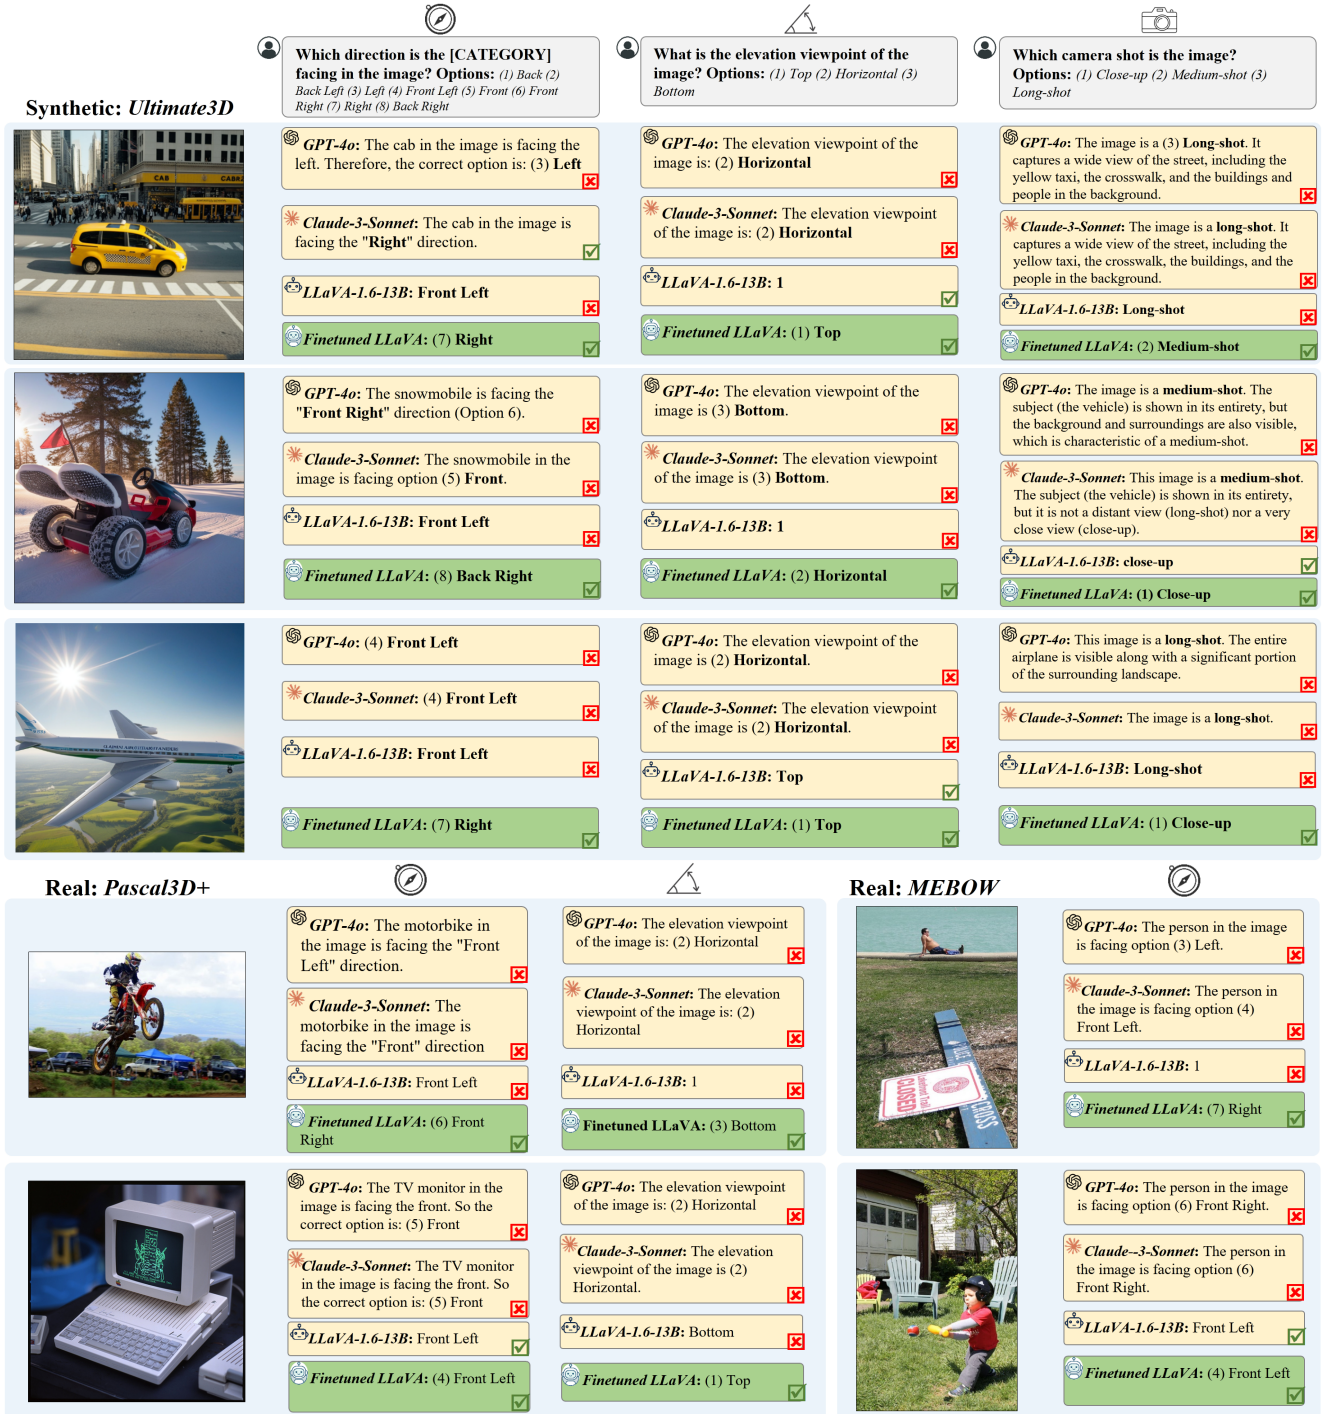 Which direction is the [CATEGORY]
facing in the image? Options: (1) Back (2)
Back Left (3) Left (4) Front Left (5) Front (6) Front
Right (7) Right (8) Back Right
What is the elevation viewpoint of the
image? Options: (1) Top (2) Horizontal (3)
Bottom
Which camera shot is the image?
Options: (1) Close-up (2) Medium-shot (3)
Long-shot
Synthetic: Ultimate3D
CAB
GPT-4o: The cab in the image is facing the
left. Therefore, the correct option is: (3) Left
Claude-3-Sonnet: The cab in the image is
facing the "Right" direction.
LLaVA-1.6-13B: Front Left
Finetuned LLaVA: (7) Right
GPT-4o: The elevation viewpoint of the
image is: (2) Horizontal
Claude-3-Sonnet: The elevation viewpoint
of the image is: (2) Horizontal
LLaVA-1.6-13B: 1
Finetuned LLaVA: (1) Top
GPT-4o: The image is a (3) Long-shot. It
captures a wide view of the street, including the
yellow taxi, the crosswalk, and the buildings and
people in the background.
Claude-3-Sonnet: The image is a long-shot. It
captures a wide view of the street, including the
yellow taxi, the crosswalk, the buildings, and the
people in the background.
LLaVA-1.6-13B: Long-shot
Finetuned LLaVA: (2) Medium-shot
GPT-4o: The snowmobile is facing the
"Front Right" direction (Option 6).
Claude-3-Sonnet: The snowmobile in the
image is facing option (5) Front.
LLaVA-1.6-13B: Front Left
Finetuned LLaVA: (8) Back Right
GPT-4o: The elevation viewpoint of the
image is (3) Bottom.
Claude-3-Sonnet: The elevation viewpoint
of the image is (3) Bottom.
LLaVA-1.6-13B: 1
Finetuned LLaVA: (2) Horizontal
GPT-4o: The image is a medium-shot. The
subject (the vehicle) is shown in its entirety, but
the background and surroundings are also visible,
which is characteristic of a medium-shot.
Claude-3-Sonnet: This image is a medium-shot.
The subject (the vehicle) is shown in its entirety,
but it is not a distant view (long-shot) nor a very
close view (close-up).
LLaVA-1.6-13B: close-up
Finetuned LLaVA: (1) Close-up
GPT-4o: (4) Front Left
Claude-3-Sonnet: (4) Front Left
LLaVA-1.6-13B: Front Left
Finetuned LLaVA: (7) Right
GPT-4o: The elevation viewpoint of the
image is (2) Horizontal.
Claude-3-Sonnet: The elevation viewpoint
of the image is (2) Horizontal.
LLaVA-1.6-13B: Top
Finetuned LLaVA: (1) Top
GPT-4o: This image is a long-shot. The entire
airplane is visible along with a significant portion
of the surrounding landscape.
Claude-3-Sonnet: The image is a long-shot.
LLaVA-1.6-13B: Long-shot
Finetuned LLaVA: (1) Close-up
Real: Pascal3D+
GPT-4o: The motorbike in
the image is facing the "Front
Left" direction.
Claude-3-Sonnet: The
motorbike in the image is
facing the "Front" direction
LLaVA-1.6-13B: Front Left
Finetuned LLaVA: (6) Front
Right
GPT-4o: The elevation viewpoint
of the image is: (2) Horizontal
Claude-3-Sonnet: The elevation
viewpoint of the image is: (2)
Horizontal
LLaVA-1.6-13B: 1
Finetuned LLaVA: (3) Bottom
GPT-4o: The TV monitor in the
image is facing the front. So the
correct option is: (5) Front
Claude-3-Sonnet: The TV monitor
in the image is facing the front. So
the correct option is: (5) Front
LLaVA-1.6-13B: Front Left
Finetuned LLaVA: (4) Front Left
GPT-4o: The elevation viewpoint
of the image is: (2) Horizontal
Claude-3-Sonnet: The elevation
viewpoint of the image is (2)
Horizontal.
LLaVA-1.6-13B: Bottom
Finetuned LLaVA: (1) Top
Real: MEBOW
CLOSED
CROSS
GPT-4o: The person in the image
is facing option (3) Left.
Claude-3-Sonnet: The person in
the image is facing option (4)
Front Left.
LLaVA-1.6-13B: 1
Finetuned LLaVA: (7) Right
GPT-4o: The person in the image
is facing option (6) Front Right.
Claude--3-Sonnet: The person in
the image is facing option (6)
Front Right.
LLaVA-1.6-13B: Front Left
Finetuned LLaVA: (4) Front Left